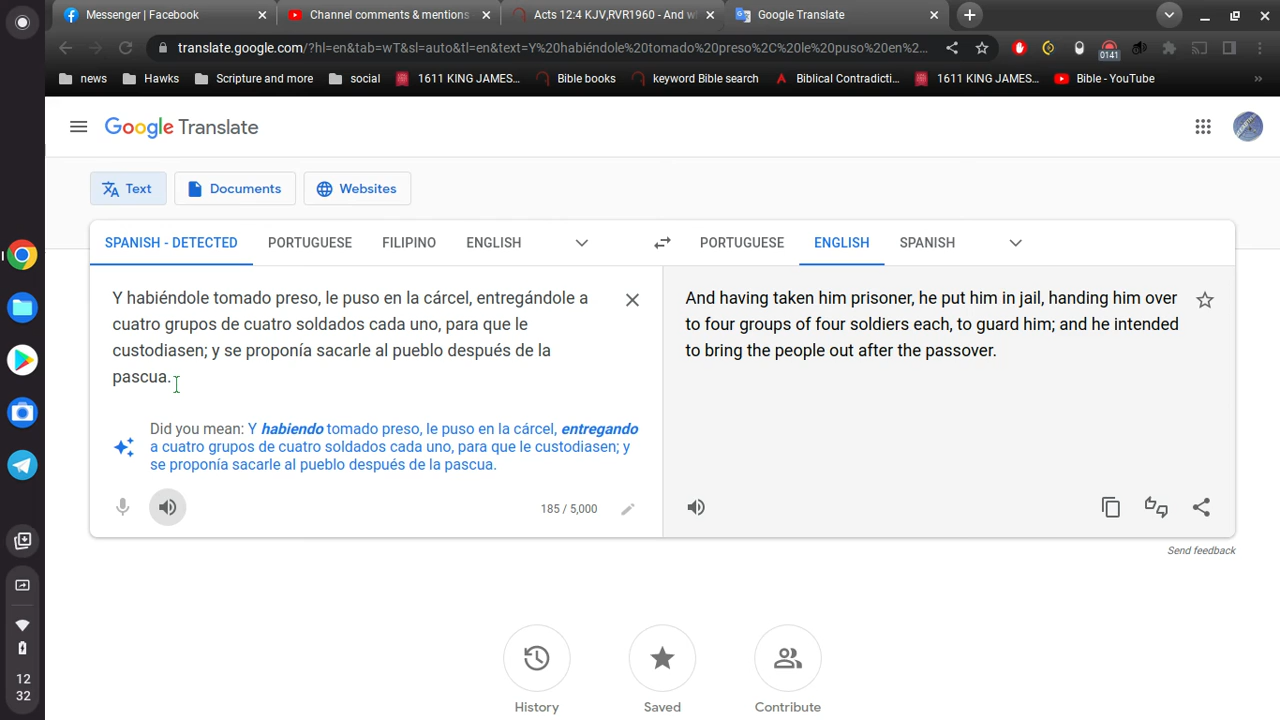 Messenger | Facebook
Channel comments & mentions
Acts 12:4 KJV,RVR1960 - And w
Google Translate
translate.google.com/?hl=en&tab=wT&sl=auto&tl=en&text=Y%20habiéndole%20tomado%20preso%2C%20le%20puso%20en%2...
0141
news
Hawks
Scripture and more
social
1611 KING JAMES...
Bible books
keyword Bible search
Biblical Contradicti...
1611 KING JAMES...
Bible - YouTube
»
Google Translate
Text
Documents
Websites
SPANISH - DETECTED
PORTUGUESE
FILIPINO
ENGLISH
PORTUGUESE
ENGLISH
SPANISH
Y habiéndole tomado preso, le puso en la cárcel, entregándole a
cuatro grupos de cuatro soldados cada uno, para que le
custodiasen; y se proponía sacarle al pueblo después de la
pascua.
Did you mean: Y habiendo tomado preso, le puso en la cárcel, entregando
a cuatro grupos de cuatro soldados cada uno, para que le custodiasen; y
se proponía sacarle al pueblo después de la pascua.
185 / 5,000
And having taken him prisoner, he put him in jail, handing him over
to four groups of four soldiers each, to guard him; and he intended
to bring the people out after the passover.
Send feedback
History
Saved
Contribute
12
32